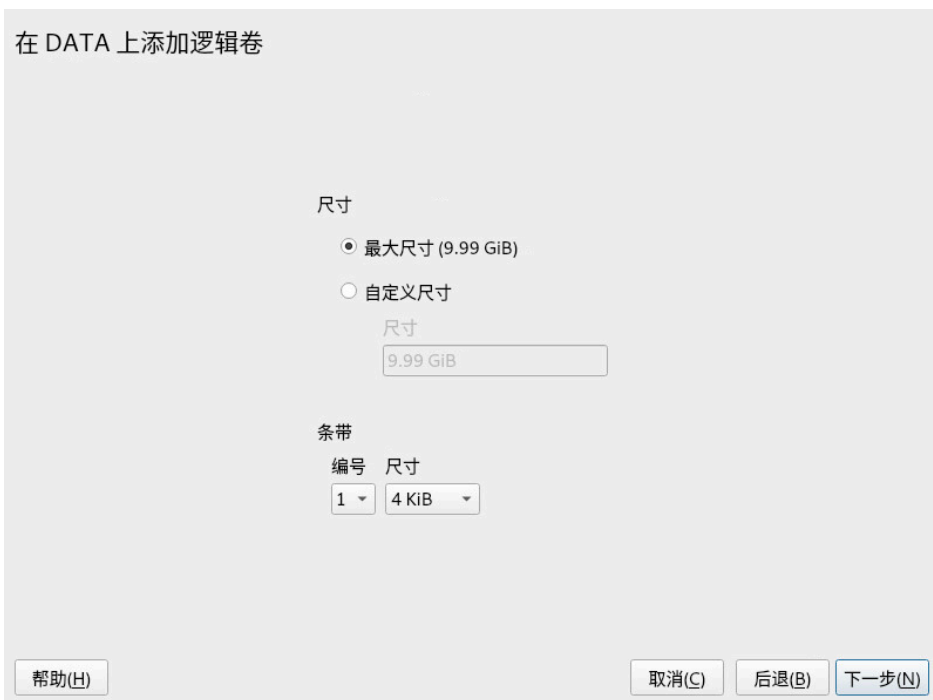 在 DATA 上添加逻辑卷
尺寸
最大尺寸 (9.99 GiB)
自定义尺寸
尺寸
9.99 GiB
条带
编号 尺寸
1 4 KiB
帮助(H) 取消(C) 后退(B) 下一步(N)